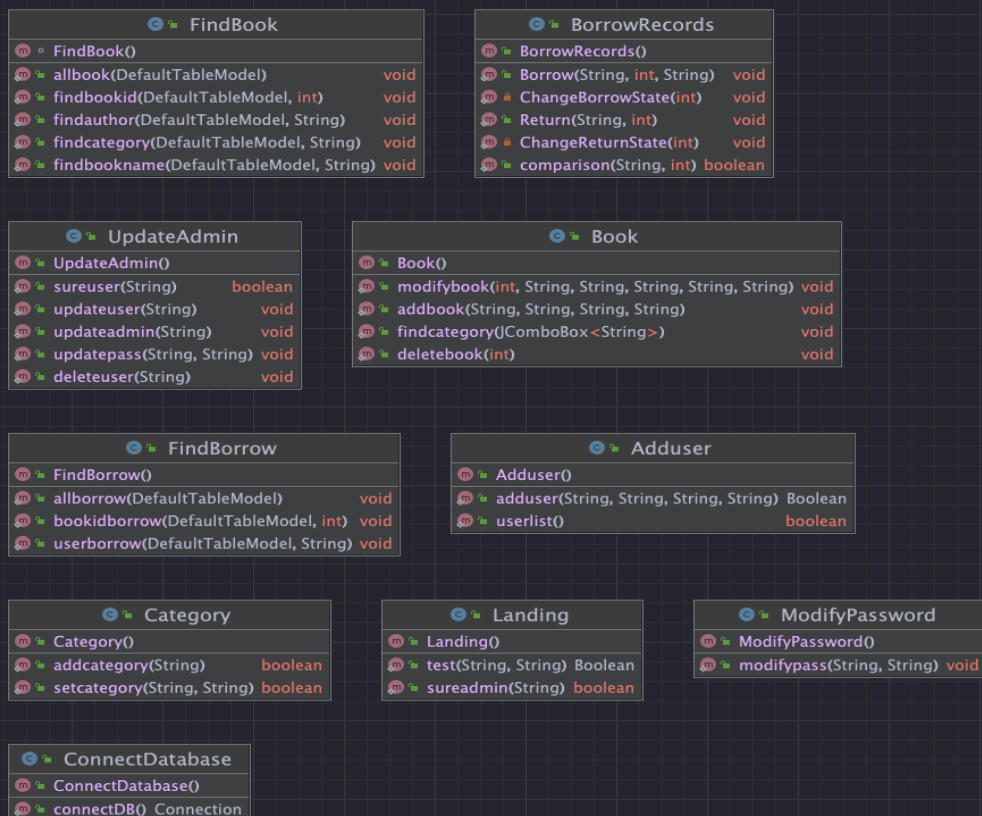 FindBook
FindBook()
allbook(DefaultTableModel) void
findbookid(DefaultTableModel, int) void
findauthor(DefaultTableModel, String) void
findcategory(DefaultTableModel, String) void
findbookname(DefaultTableModel, String) void
BorrowRecords
BorrowRecords()
Borrow(String, int, String) void
ChangeBorrowState(int) void
Return(String, int) void
ChangeReturnState(int) void
comparison(String, int) boolean
UpdateAdmin
UpdateAdmin()
sureuser(String) boolean
updateuser(String) void
updateadmin(String) void
updatepass(String, String) void
deleteuser(String) void
Book
Book()
modifybook(int, String, String, String, String, String) void
addbook(String, String, String, String) void
findcategory(JComboBox<String>) void
deletebook(int) void
FindBorrow
FindBorrow()
allborrow(DefaultTableModel) void
bookidborrow(DefaultTableModel, int) void
userborrow(DefaultTableModel, String) void
Adduser
Adduser()
adduser(String, String, String, String) Boolean
userlist() boolean
Category
Category()
addcategory(String) boolean
setcategory(String, String) boolean
Landing
Landing()
test(String, String) Boolean
sureadmin(String) boolean
ModifyPassword
ModifyPassword()
modifypass(String, String) void
ConnectDatabase
ConnectDatabase()
connectDB() Connection